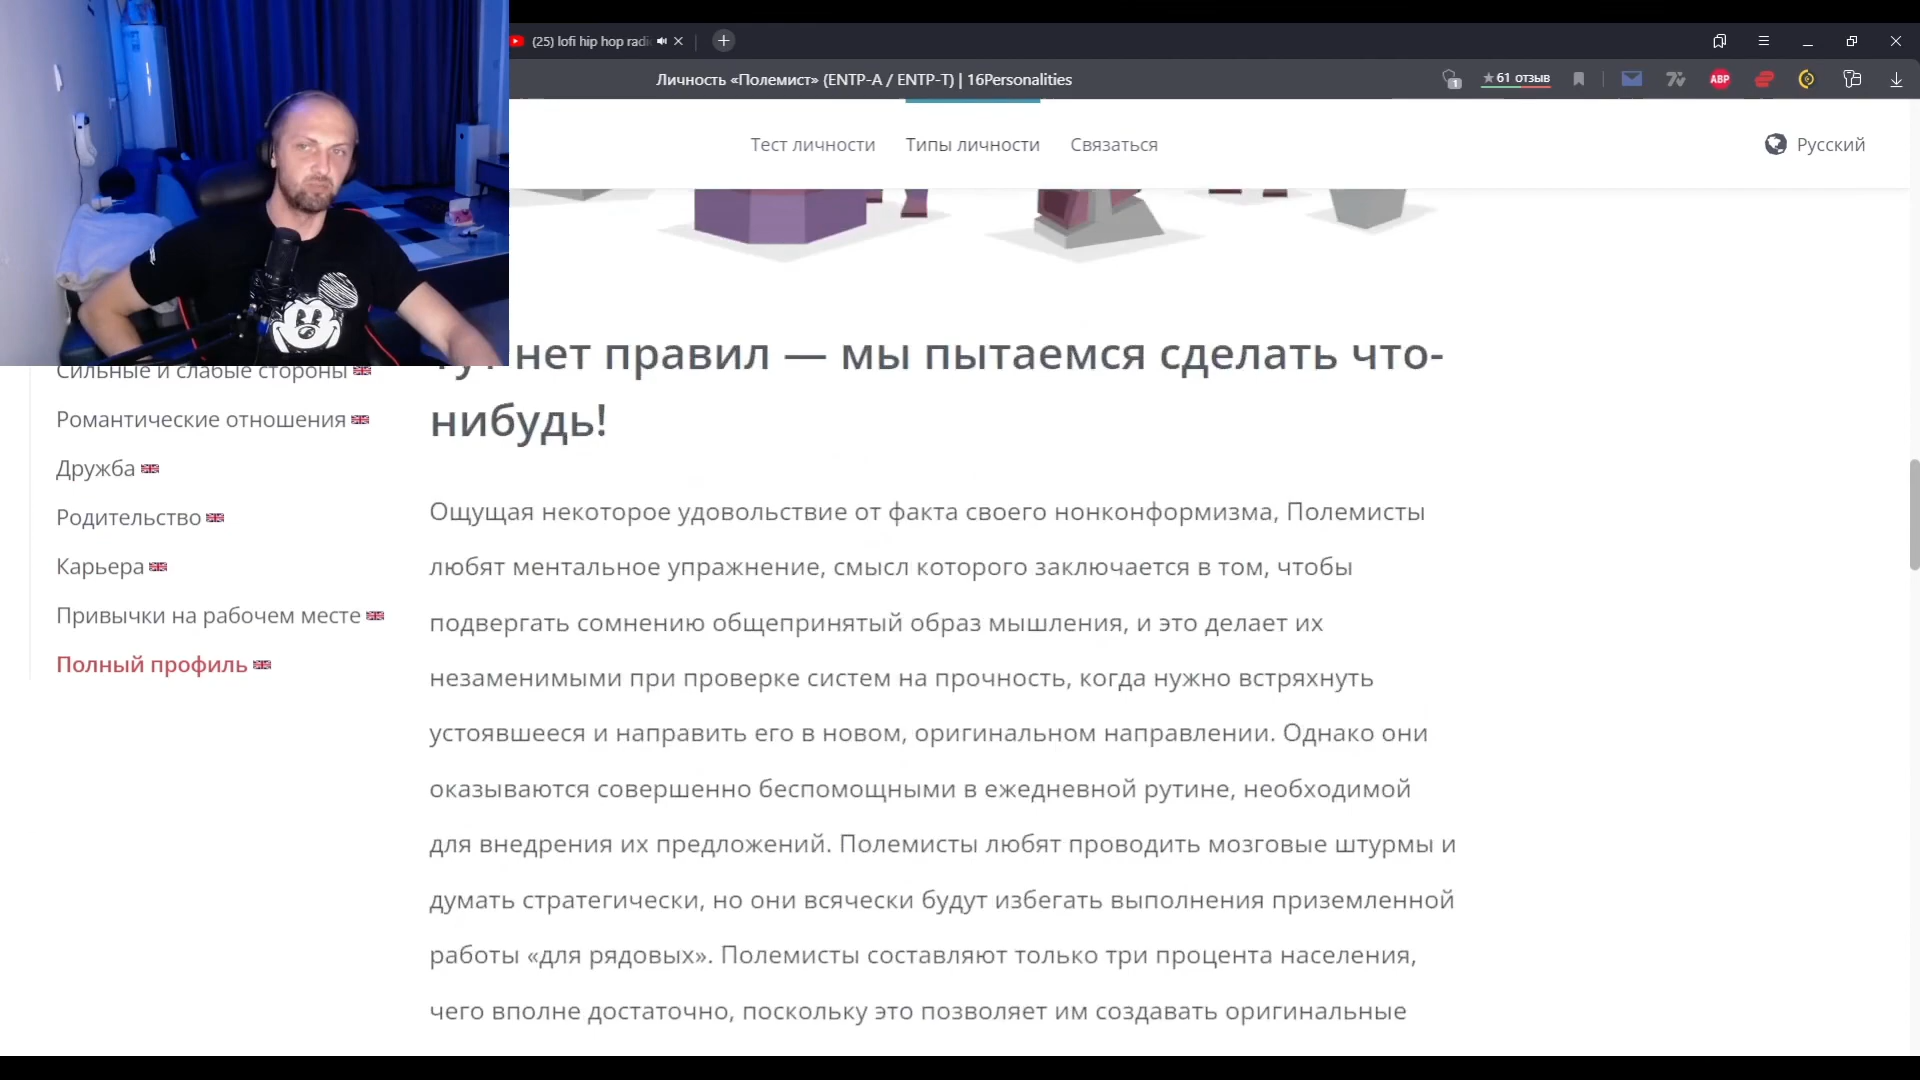 (25) lofi hip hop radi
Личность «Полемист» (ENTP-A / ENTP-T) | 16Personalities
1
★61 отзыв
ABP
Тест личности
Типы личности
Связаться
Русский
нет правил — мы пытаемся сделать что-
нибудь!
Сильные и слабые стороны
Романтические отношения
Дружба
Родительство
Карьера
Привычки на рабочем месте
Полный профиль
Ощущая некоторое удовольствие от факта своего нонконформизма, Полемисты
любят ментальное упражнение, смысл которого заключается в том, чтобы
подвергать сомнению общепринятый образ мышления, и это делает их
незаменимыми при проверке систем на прочность, когда нужно встряхнуть
устоявшееся и направить его в новом, оригинальном направлении. Однако они
оказываются совершенно беспомощными в ежедневной рутине, необходимой
для внедрения их предложений. Полемисты любят проводить мозговые штурмы и
думать стратегически, но они всячески будут избегать выполнения приземленной
работы «для рядовых». Полемисты составляют только три процента населения,
чего вполне достаточно, поскольку это позволяет им создавать оригинальные